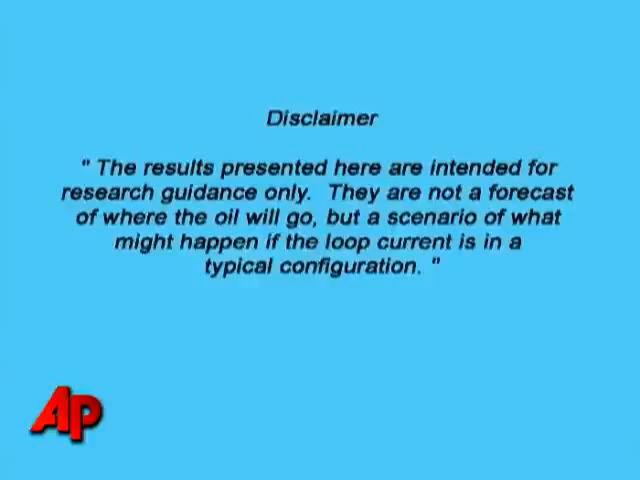 Disclaimer
" The results presented here are intended for
research guidance only. They are not a forecast
of where the oil will go, but a scenario of what
might happen if the loop current is in a
typical configuration. "
AP